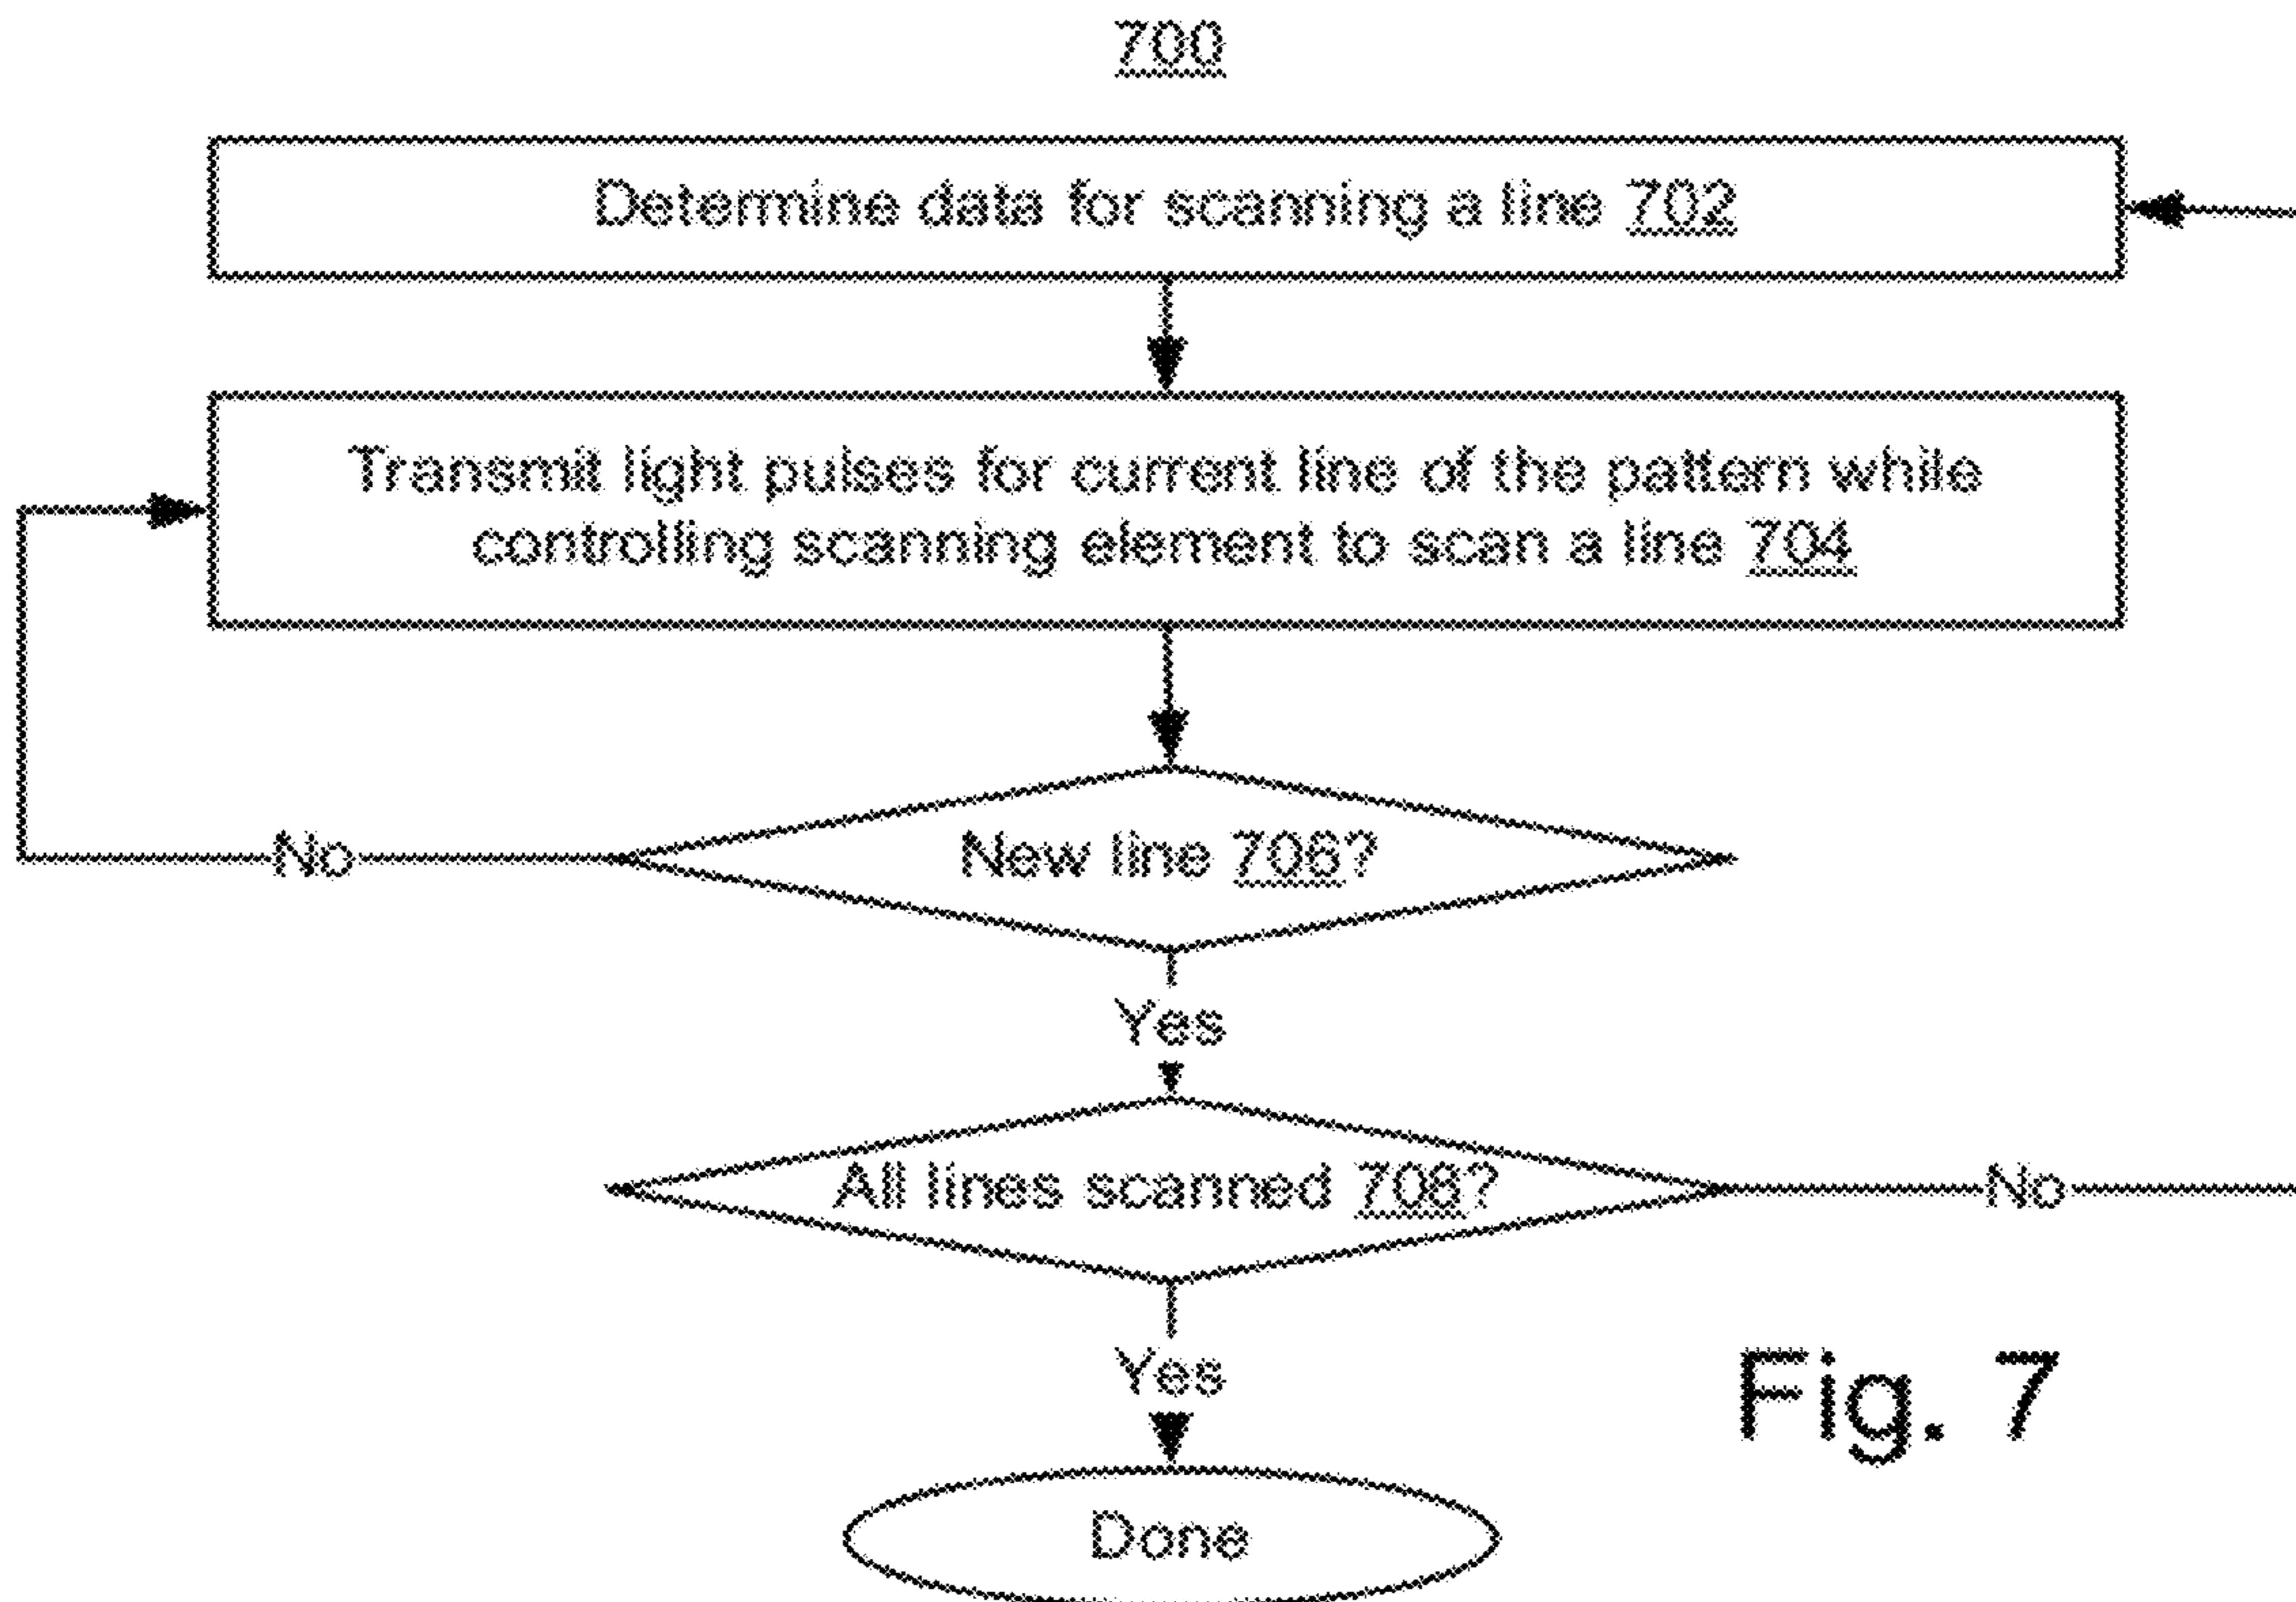 700
Determine data for scanning a line 702
Transmit light pulses for current line of the pattern while
controlling scanning element to scan a line 704
New line 706?
No
Yes
All lines scanned 708?
No
Yes
Fig. 7
Done